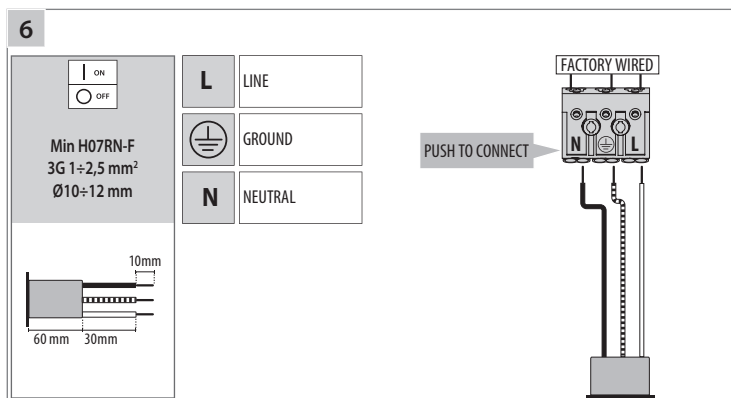 6
ON
OFF
Min H07RN-F
3G 1÷2,5 mm²
Ø10÷12 mm
10mm
60 mm 30mm
L LINE
GROUND
N NEUTRAL
FACTORY WIRED
N L
PUSH TO CONNECT